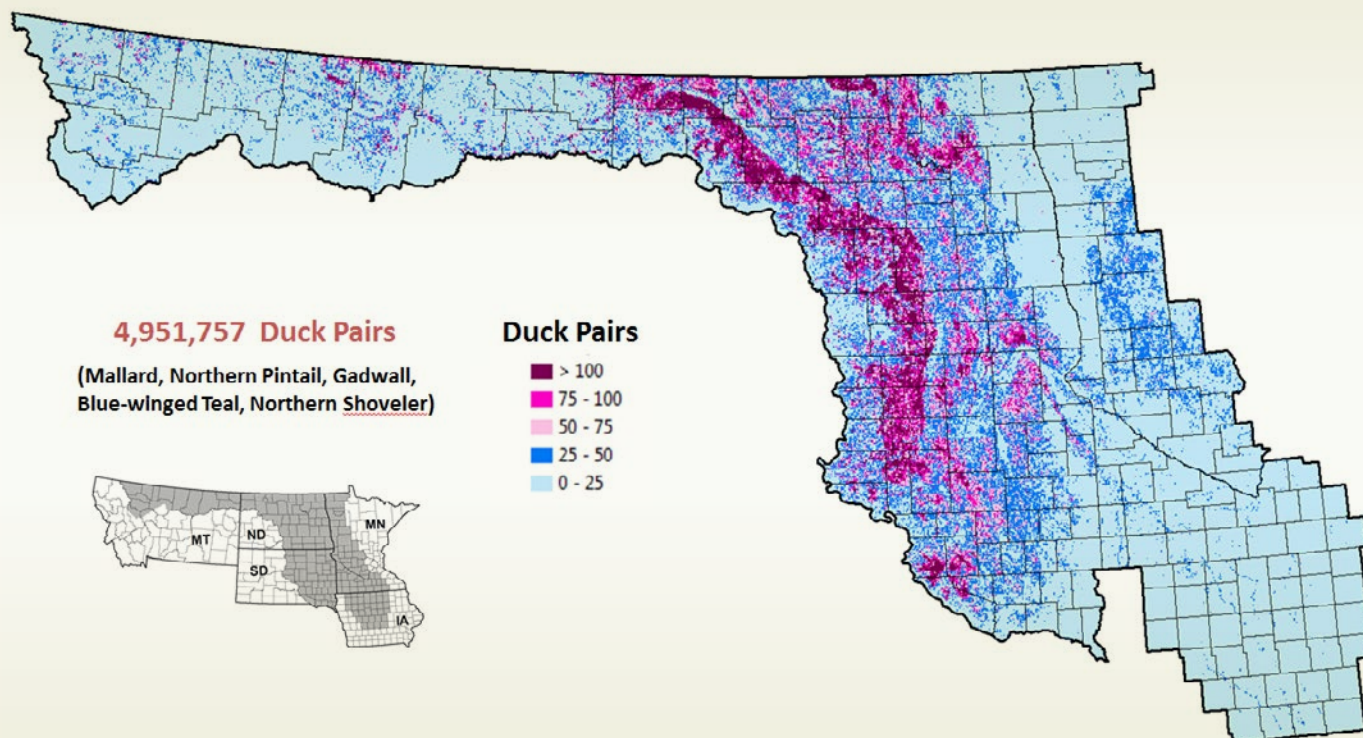 4,951,757 Duck Pairs
(Mallard, Northern Pintail, Gadwall,
Blue-winged Teal, Northern Shoveler)
Duck Pairs
> 100
75 - 100
50 - 75
25 - 50
0 - 25
MT
ND
SD
MN
IA